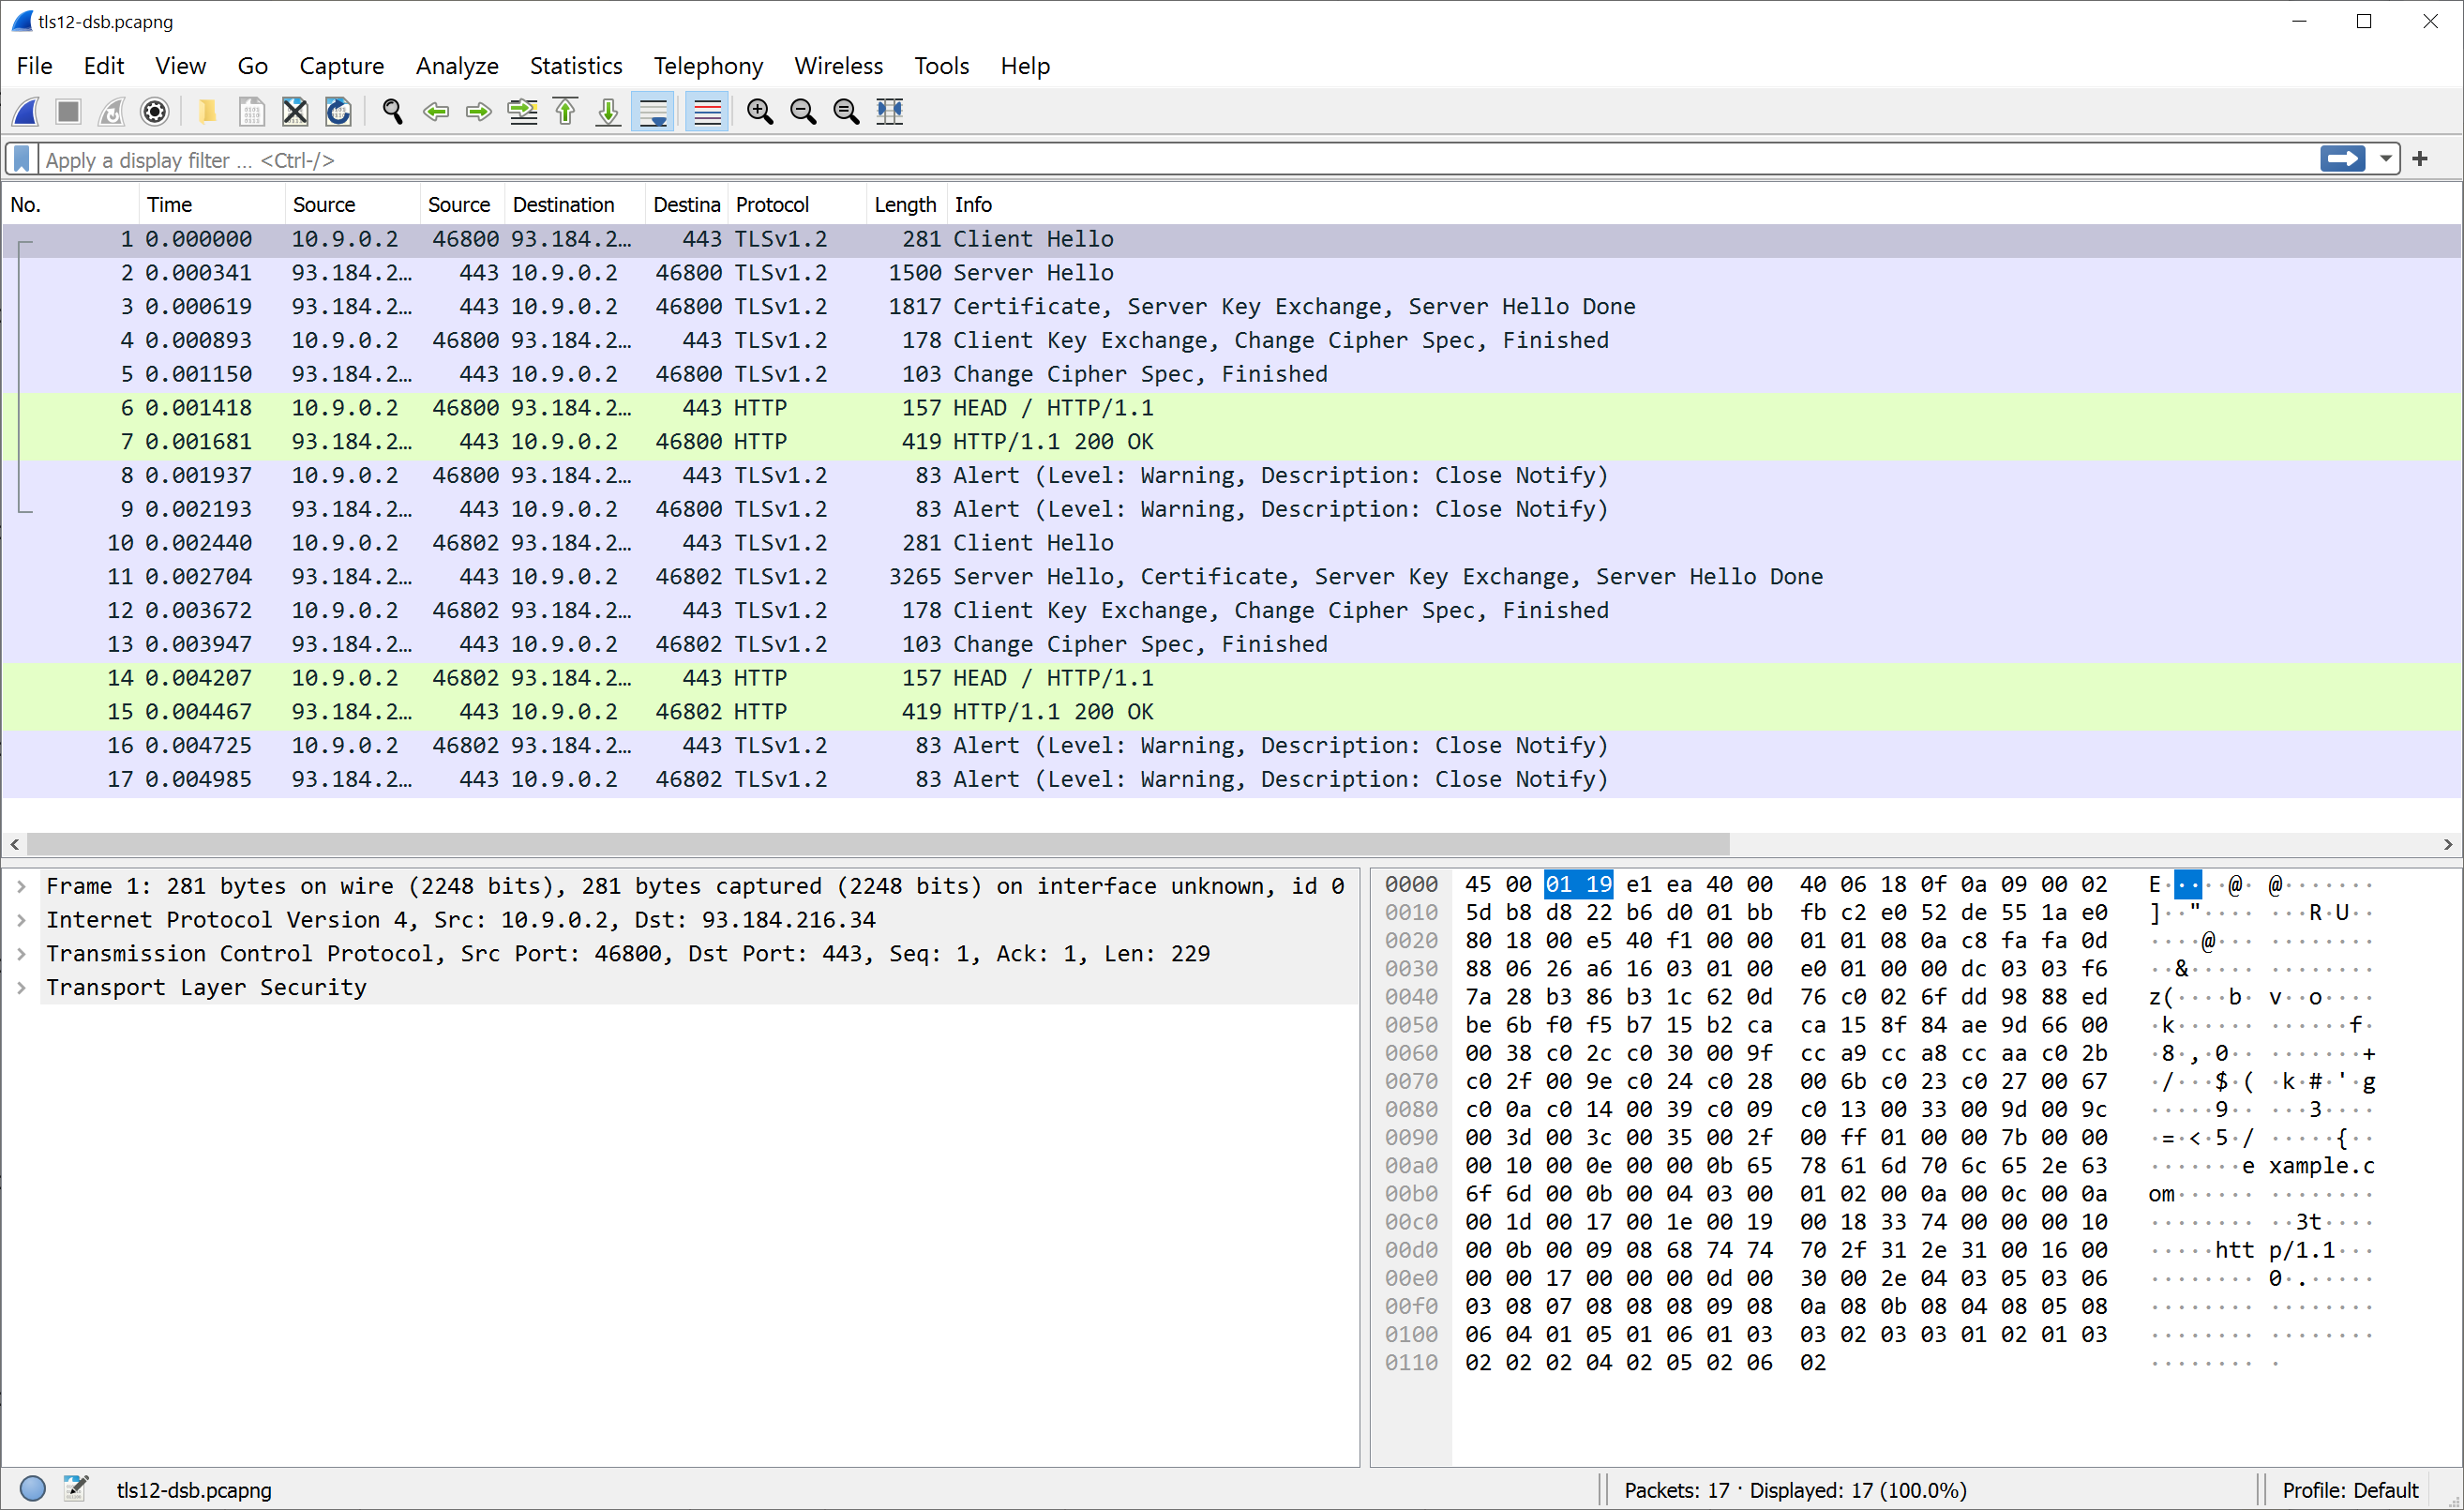 tls12-dsb.pcapng
File Edit View Go Capture Analyze Statistics Telephony Wireless Tools Help
Apply a display filter ... <Ctrl-/>
No. Time Source Source Destination Destina Protocol Length Info
1 0.000000 10.9.0.2 46800 93.184.2… 443 TLSv1.2 281 Client Hello
2 0.000341 93.184.2… 443 10.9.0.2 46800 TLSv1.2 1500 Server Hello
3 0.000619 93.184.2… 443 10.9.0.2 46800 TLSv1.2 1817 Certificate, Server Key Exchange, Server Hello Done
4 0.000893 10.9.0.2 46800 93.184.2… 443 TLSv1.2 178 Client Key Exchange, Change Cipher Spec, Finished
5 0.001150 93.184.2… 443 10.9.0.2 46800 TLSv1.2 103 Change Cipher Spec, Finished
6 0.001418 10.9.0.2 46800 93.184.2… 443 HTTP 157 HEAD / HTTP/1.1
7 0.001681 93.184.2… 443 10.9.0.2 46800 HTTP 419 HTTP/1.1 200 OK
8 0.001937 10.9.0.2 46800 93.184.2… 443 TLSv1.2 83 Alert (Level: Warning, Description: Close Notify)
9 0.002193 93.184.2… 443 10.9.0.2 46800 TLSv1.2 83 Alert (Level: Warning, Description: Close Notify)
10 0.002440 10.9.0.2 46802 93.184.2… 443 TLSv1.2 281 Client Hello
11 0.002704 93.184.2… 443 10.9.0.2 46802 TLSv1.2 3265 Server Hello, Certificate, Server Key Exchange, Server Hello Done
12 0.003672 10.9.0.2 46802 93.184.2… 443 TLSv1.2 178 Client Key Exchange, Change Cipher Spec, Finished
13 0.003947 93.184.2… 443 10.9.0.2 46802 TLSv1.2 103 Change Cipher Spec, Finished
14 0.004207 10.9.0.2 46802 93.184.2… 443 HTTP 157 HEAD / HTTP/1.1
15 0.004467 93.184.2… 443 10.9.0.2 46802 HTTP 419 HTTP/1.1 200 OK
16 0.004725 10.9.0.2 46802 93.184.2… 443 TLSv1.2 83 Alert (Level: Warning, Description: Close Notify)
17 0.004985 93.184.2… 443 10.9.0.2 46802 TLSv1.2 83 Alert (Level: Warning, Description: Close Notify)
Frame 1: 281 bytes on wire (2248 bits), 281 bytes captured (2248 bits) on interface unknown, id 0
Internet Protocol Version 4, Src: 10.9.0.2, Dst: 93.184.216.34
Transmission Control Protocol, Src Port: 46800, Dst Port: 443, Seq: 1, Ack: 1, Len: 229
Transport Layer Security
0000 45 00 01 19 e1 ea 40 00 40 06 18 0f 0a 09 00 02 E·····@· @·······
0010 5d b8 d8 22 b6 d0 01 bb fb c2 e0 52 de 55 1a e0 ]··"···· ···R·U··
0020 80 18 00 e5 40 f1 00 00 01 01 08 0a c8 fa fa 0d ····@··· ········
0030 88 06 26 a6 16 03 01 00 e0 01 00 00 dc 03 03 f6 ··&····· ········
0040 7a 28 b3 86 b3 1c 62 0d 76 c0 02 6f dd 98 88 ed z(····b· v··o····
0050 be 6b f0 f5 b7 15 b2 ca ca 15 8f 84 ae 9d 66 00 ·k······ ······f·
0060 00 38 c0 2c c0 30 00 9f cc a9 cc a8 cc aa c0 2b ·8·,·0·· ·······+
0070 c0 2f 00 9e c0 24 c0 28 00 6b c0 23 c0 27 00 67 ·/···$·( ·k·#·'·g
0080 c0 0a c0 14 00 39 c0 09 c0 13 00 33 00 9d 00 9c ·····9·· ···3····
0090 00 3d 00 3c 00 35 00 2f 00 ff 01 00 00 7b 00 00 ·=·<·5·/ ·····{··
00a0 00 10 00 0e 00 00 0b 65 78 61 6d 70 6c 65 2e 63 ·······e xample.c
00b0 6f 6d 00 0b 00 04 03 00 01 02 00 0a 00 0c 00 0a om······ ········
00c0 00 1d 00 17 00 1e 00 19 00 18 33 74 00 00 00 10 ········ ··3t····
00d0 00 0b 00 09 08 68 74 74 70 2f 31 2e 31 00 16 00 ·····htt p/1.1···
00e0 00 00 17 00 00 00 0d 00 30 00 2e 04 03 05 03 06 ········ 0·.·····
00f0 03 08 07 08 08 08 09 08 0a 08 0b 08 04 08 05 08 ········ ········
0100 06 04 01 05 01 06 01 03 03 02 03 03 01 02 01 03 ········ ········
0110 02 02 02 04 02 05 02 06 02 ········ ·
tls12-dsb.pcapng Packets: 17 · Displayed: 17 (100.0%) Profile: Default